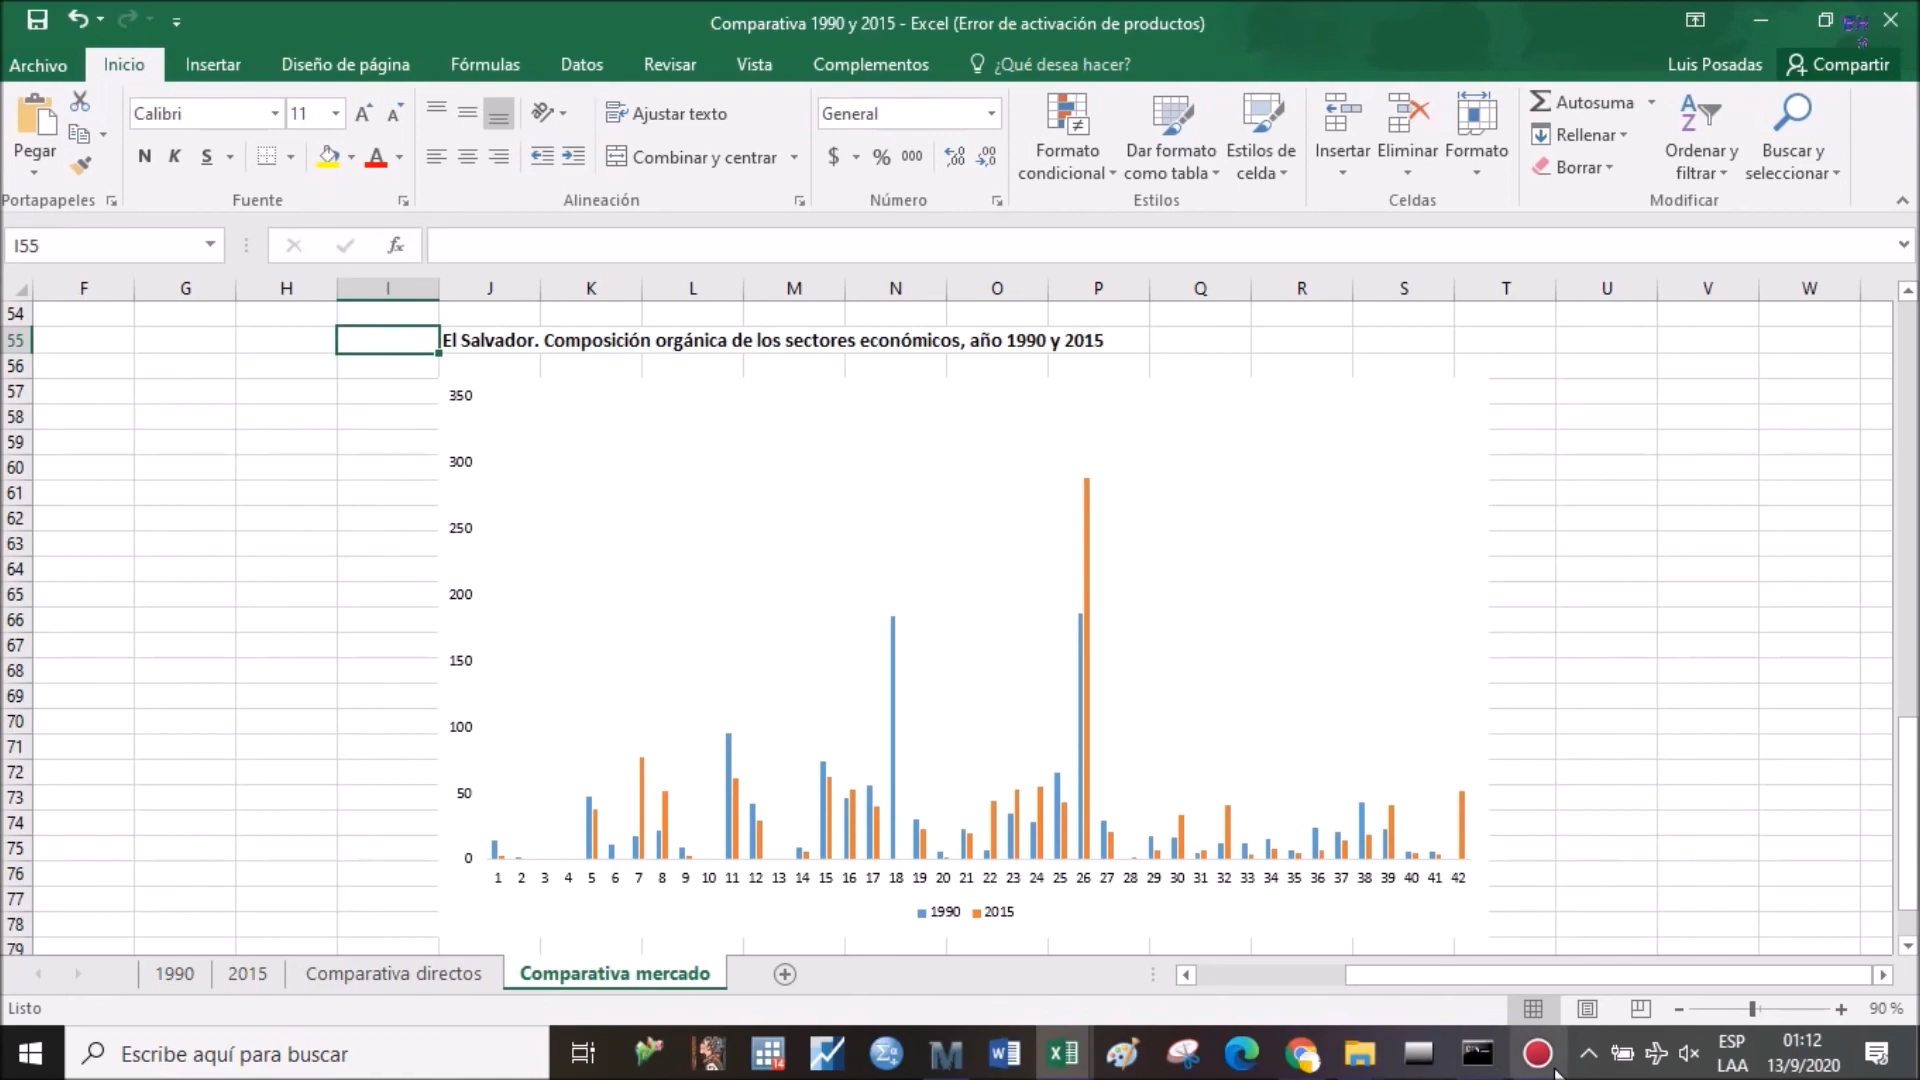 Comparativa 1990 y 2015 - Excel (Error de activación de productos)
Archivo Inicio Insertar Diseño de página Fórmulas Datos Revisar Vista Complementos ¿Qué desea hacer? Luis Posadas Compartir
Calibri 11 Ajustar texto General Autosuma
Pegar N K S A Combinar y centrar $ % 000 Formato condicional Dar formato como tabla Estilos de celda Insertar Eliminar Formato Rellenar Borrar Ordenar y filtrar Buscar y seleccionar
Portapapeles Fuente Alineación Número Estilos Celdas Modificar
I55 fx
F G H I J K L M N O P Q R S T U V W
54
55 El Salvador. Composición orgánica de los sectores económicos, año 1990 y 2015
56
57
58
59
60
61
62
63
64
65
66
67
68
69
70
71
72
73
74
75
76
77
78
79
350
300
250
200
150
100
50
0
1 2 3 4 5 6 7 8 9 10 11 12 13 14 15 16 17 18 19 20 21 22 23 24 25 26 27 28 29 30 31 32 33 34 35 36 37 38 39 40 41 42
1990 2015
1990 2015 Comparativa directos Comparativa mercado
Listo 90 %
Escribe aquí para buscar
ESP 01:12
LAA 13/9/2020